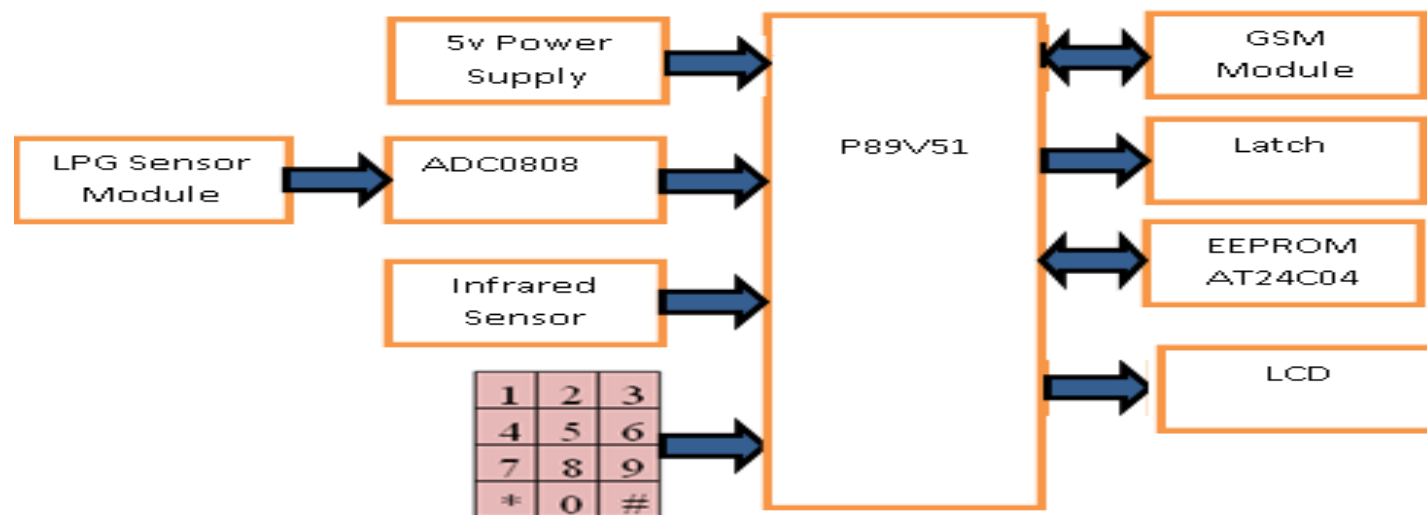 5v Power
Supply
GSM
Module
P89V51
LPG Sensor
Module
ADC0808
Latch
Infrared
Sensor
EEPROM
AT24C04
LCD
1 2 3
4 5 6
7 8 9
* 0 #